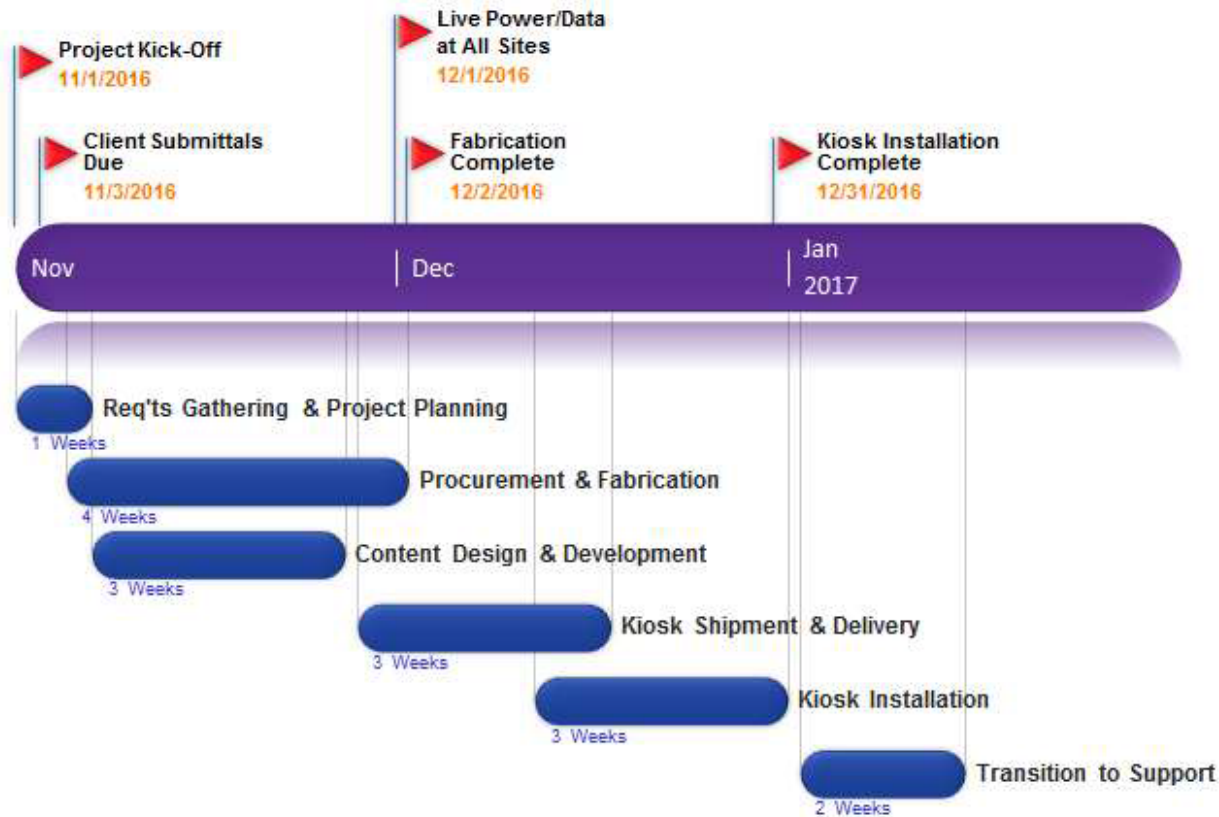 Project Kick-Off
11/1/2016
Live Power/Data
at All Sites
12/1/2016
Client Submittals
Due
11/3/2016
Fabrication
Complete
12/2/2016
Kiosk Installation
Complete
12/31/2016
Nov
Dec
Jan
2017
Req'ts Gathering & Project Planning
1 Weeks
Procurement & Fabrication
4 Weeks
Content Design & Development
3 Weeks
Kiosk Shipment & Delivery
3 Weeks
Kiosk Installation
3 Weeks
Transition to Support
2 Weeks